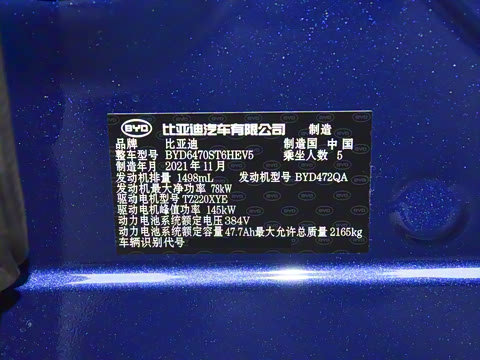 BYD 比亚迪汽车有限公司 制造
品牌 比亚迪 制造国 中国
整车型号 BYD6470ST6HEV5 乘坐人数 5
制造年月 2021年11月
发动机排量 1498mL 发动机型号 BYD472QA
发动机最大净功率 78kW
驱动电机型号 TZ220XYE
驱动电机峰值功率 145kW
动力电池系统额定电压 384V
动力电池系统额定容量 47.7Ah 最大允许总质量 2165kg
车辆识别代号